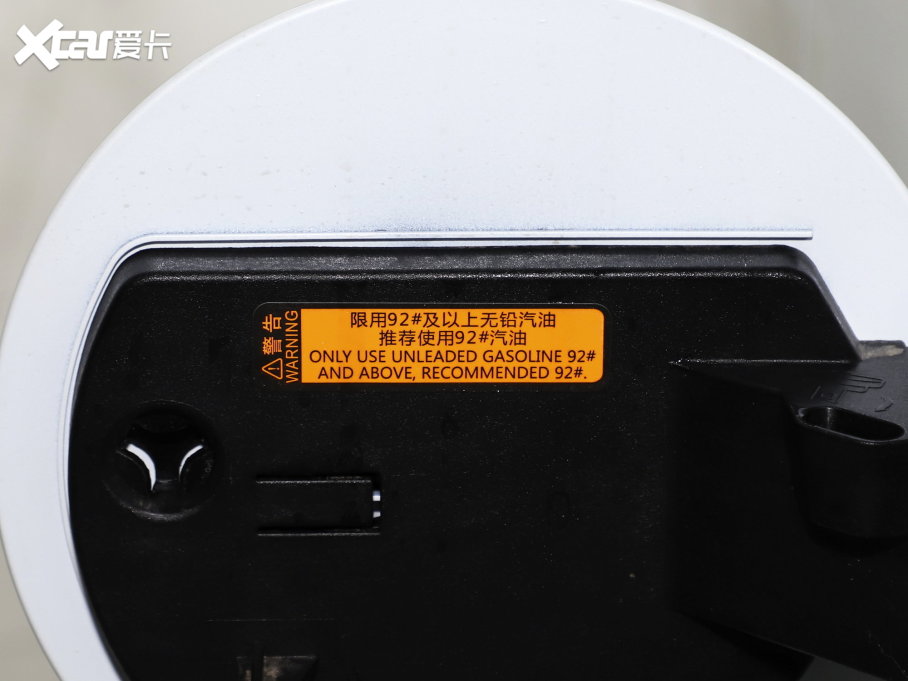 Xcar爱卡
警告
WARNING
限用92#及以上无铅汽油
推荐使用92#汽油
ONLY USE UNLEADED GASOLINE 92#
AND ABOVE, RECOMMENDED 92#.